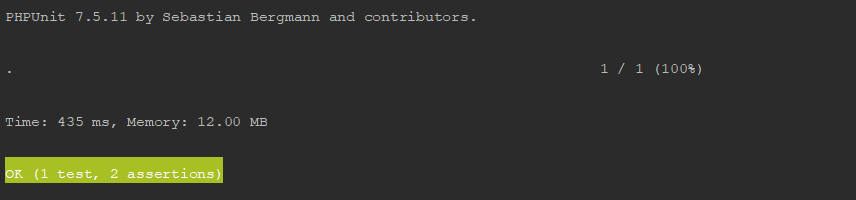 PHPUnit 7.5.11 by Sebastian Bergmann and contributors.
. 1 / 1 (100%)
Time: 435 ms, Memory: 12.00 MB
OK (1 test, 2 assertions)